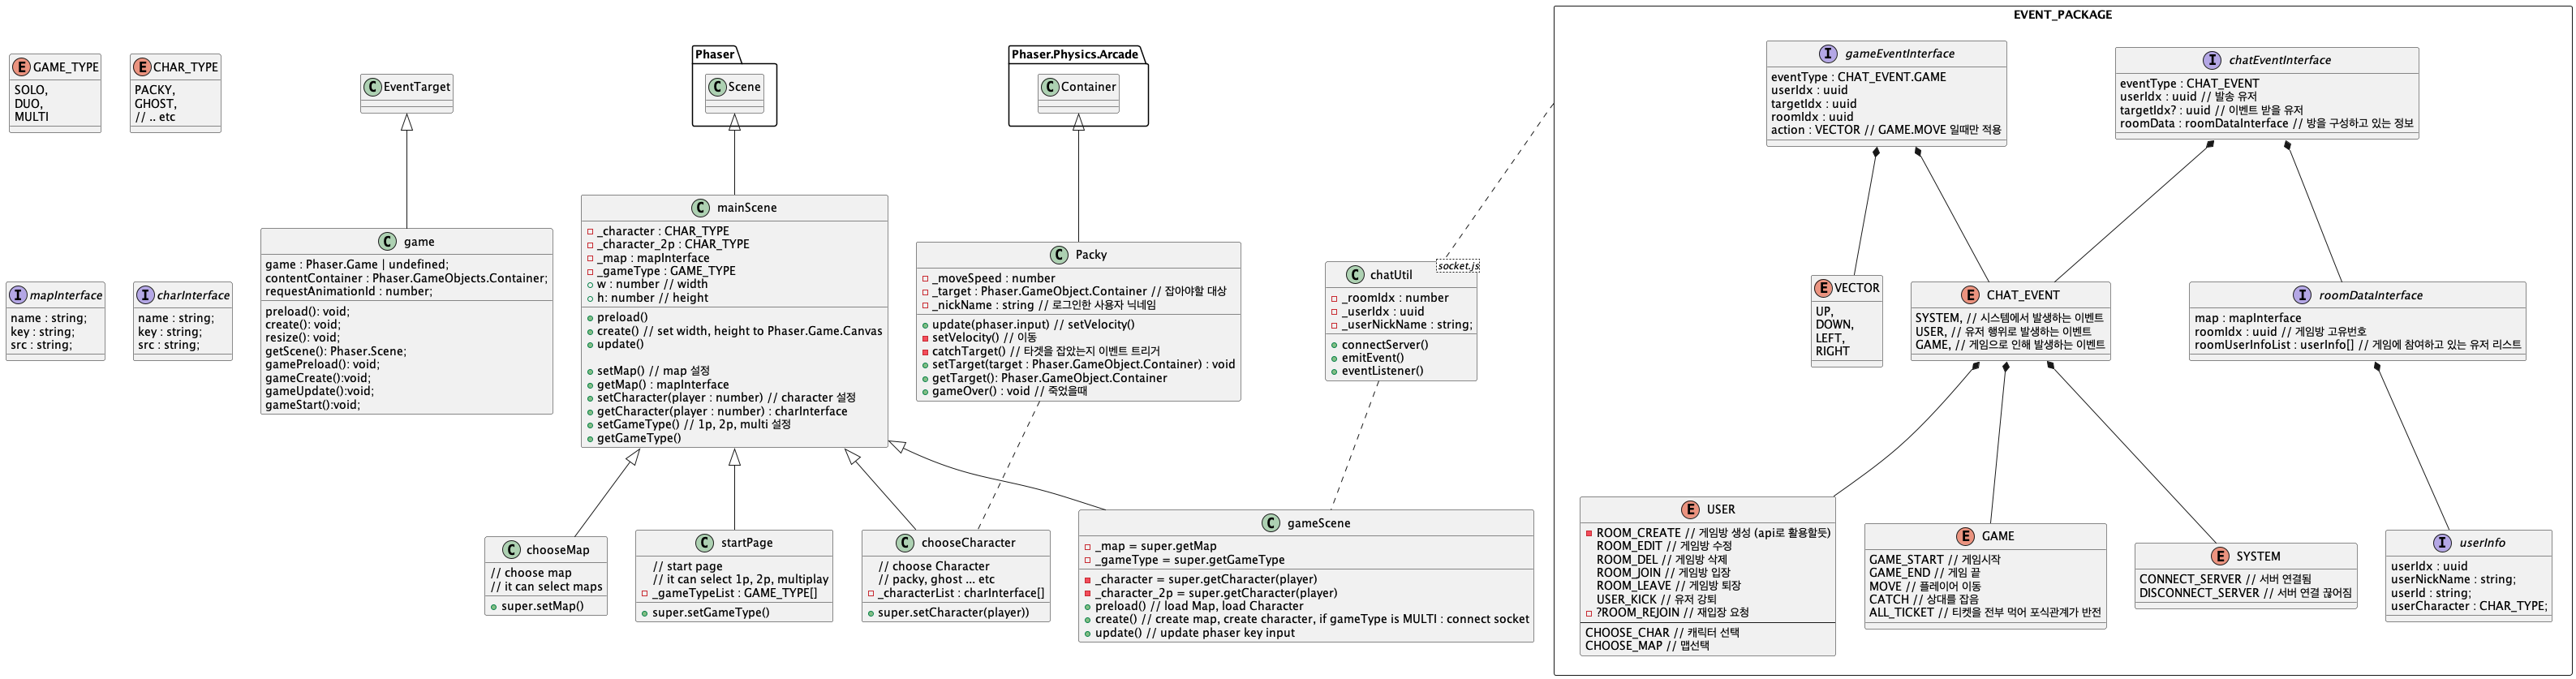 EVENT_PACKAGE
GAME_TYPE
SOLO,
DUO,
MULTI
CHAR_TYPE
PACKY,
GHOST,
// .. etc
EventTarget
Phaser
Scene
Phaser.Physics.Arcade
Container
gameEventInterface
eventType : CHAT_EVENT.GAME
userIdx : uuid
targetIdx : uuid
roomIdx : uuid
action : VECTOR // GAME.MOVE 일때만 적용
chatEventInterface
eventType : CHAT_EVENT
userIdx : uuid // 발송 유저
targetIdx? : uuid // 이벤트 받을 유저
roomData : roomDataInterface // 방을 구성하고 있는 정보
mapInterface
name : string;
key : string;
src : string;
charInterface
name : string;
key : string;
src : string;
game
game : Phaser.Game | undefined;
contentContainer : Phaser.GameObjects.Container;
requestAnimationId : number;
preload(): void;
create(): void;
resize(): void;
getScene(): Phaser.Scene;
gamePreload(): void;
gameCreate():void;
gameUpdate():void;
gameStart():void;
mainScene
_character : CHAR_TYPE
_character_2p : CHAR_TYPE
_map : mapInterface
_gameType : GAME_TYPE
w : number // width
h: number // height
preload()
create() // set width, height to Phaser.Game.Canvas
update()
setMap() // map 설정
getMap() : mapInterface
setCharacter(player : number) // character 설정
getCharacter(player : number) : charInterface
setGameType() // 1p, 2p, multi 설정
getGameType()
Packy
_moveSpeed : number
_target : Phaser.GameObject.Container // 잡아야할 대상
_nickName : string // 로그인한 사용자 닉네임
update(phaser.input) // setVelocity()
setVelocity() // 이동
catchTarget() // 타겟을 잡았는지 이벤트 트리거
setTarget(target : Phaser.GameObject.Container) : void
getTarget(): Phaser.GameObject.Container
gameOver() : void // 죽었을때
chatUtil
socket.js
_roomIdx : number
_userIdx : uuid
_userNickName : string;
connectServer()
emitEvent()
eventListener()
VECTOR
UP,
DOWN,
LEFT,
RIGHT
CHAT_EVENT
SYSTEM, // 시스템에서 발생하는 이벤트
USER, // 유저 행위로 발생하는 이벤트
GAME, // 게임으로 인해 발생하는 이벤트
roomDataInterface
map : mapInterface
roomIdx : uuid // 게임방 고유번호
roomUserInfoList : userInfo[] // 게임에 참여하고 있는 유저 리스트
chooseMap
// choose map
// it can select maps
super.setMap()
startPage
// start page
// it can select 1p, 2p, multiplay
_gameTypeList : GAME_TYPE[]
super.setGameType()
chooseCharacter
// choose Character
// packy, ghost ... etc
_characterList : charInterface[]
super.setCharacter(player))
gameScene
_map = super.getMap
_gameType = super.getGameType
_character = super.getCharacter(player)
_character_2p = super.getCharacter(player)
preload() // load Map, load Character
create() // create map, create character, if gameType is MULTI : connect socket
update() // update phaser key input
USER
ROOM_CREATE // 게임방 생성 (api로 활용할듯)
ROOM_EDIT // 게임방 수정
ROOM_DEL // 게임방 삭제
ROOM_JOIN // 게임방 입장
ROOM_LEAVE // 게임방 퇴장
USER_KICK // 유저 강퇴
?ROOM_REJOIN // 재입장 요청
CHOOSE_CHAR // 캐릭터 선택
CHOOSE_MAP // 맵선택
GAME
GAME_START // 게임시작
GAME_END // 게임 끝
MOVE // 플레이어 이동
CATCH // 상대를 잡음
ALL_TICKET // 티켓을 전부 먹어 포식관계가 반전
SYSTEM
CONNECT_SERVER // 서버 연결됨
DISCONNECT_SERVER // 서버 연결 끊어짐
userInfo
userIdx : uuid
userNickName : string;
userId : string;
userCharacter : CHAR_TYPE;